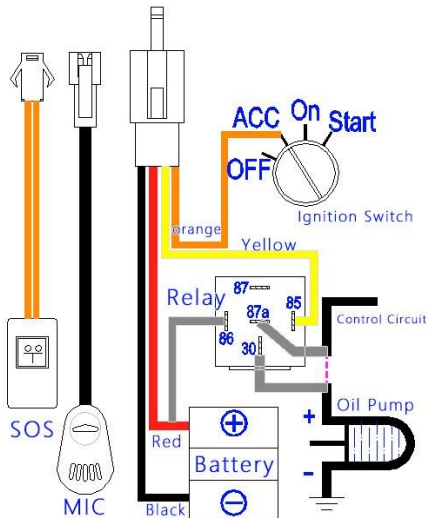 ACC
On
Start
OFF
Ignition Switch
orange
Yellow
Relay
87
87a
85
86
30
Control Circuit
+
Oil Pump
-
SOS
MIC
Red
+
Battery
-
Black